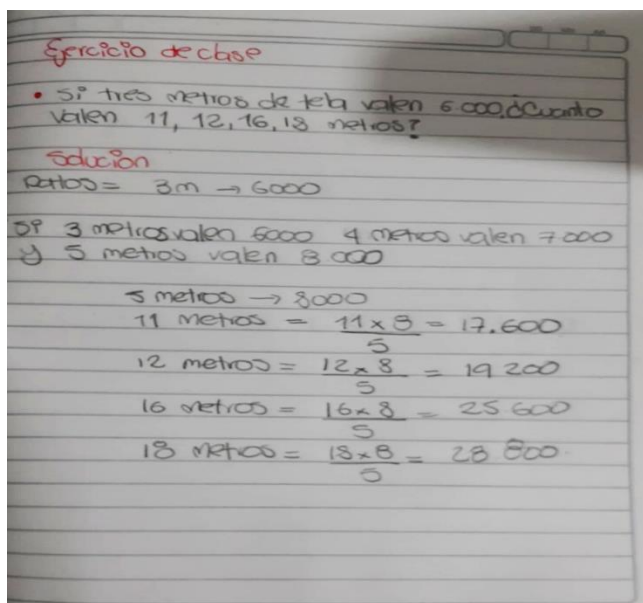 Ejercicio de clase
• Si tres metros de tela valen 6.000, ¿Cuanto
valen 11, 12, 16, 18 metros?
Solucion
Datos = 3m → 6000
Si 3 metros valen 6000 4 metros valen 7000
y 5 metros valen 8000
5 metros → 8000
11 metros = 11 x 8 / 5 = 17.600
12 metros = 12 x 8 / 5 = 19 200
16 metros = 16 x 8 / 5 = 25 600
18 metros = 18 x 8 / 5 = 28 800.